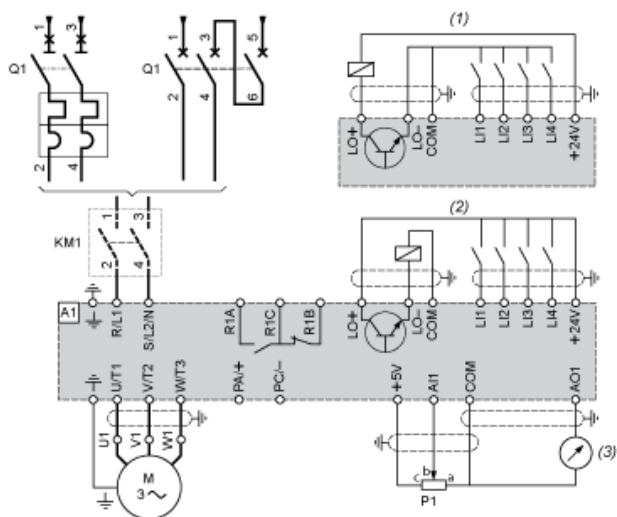 1 3
1 3 5
Q1
Q1
2 4 6
2 4
(1)
LO+ LO- COM LI1 LI2 LI3 LI4 +24V
1 3
KM1
2 4
(2)
A1
R/L1 S/L2/N R1A R1C R1B LO+ LO- COM LI1 LI2 LI3 LI4 +24V
U/T1 V/T2 W/T3 PA/+ PC/- +5V AI1 COM AO1
U1 V1 W1
(3)
c b a
M
3~
P1